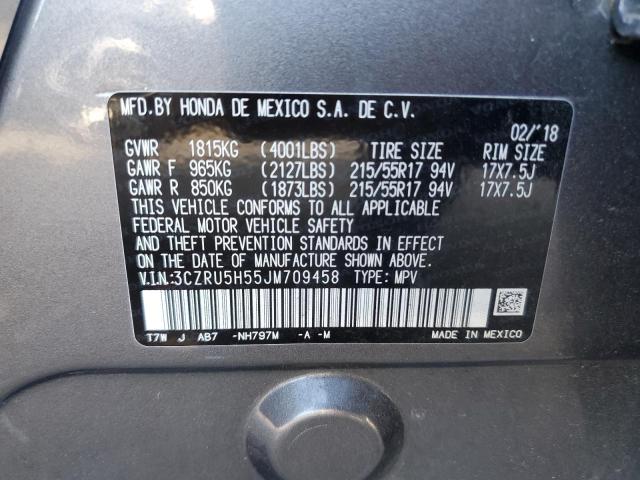 MFD.BY HONDA DE MEXICO S.A. DE C.V.
02/'18
GVWR 1815KG (4001LBS) TIRE SIZE RIM SIZE
GAWR F 965KG (2127LBS) 215/55R17 94V 17X7.5J
GAWR R 850KG (1873LBS) 215/55R17 94V 17X7.5J
THIS VEHICLE CONFORMS TO ALL APPLICABLE
FEDERAL MOTOR VEHICLE SAFETY
AND THEFT PREVENTION STANDARDS IN EFFECT
ON THE DATE OF MANUFACTURE SHOWN ABOVE.
V.I.N:3CZRU5H55JM709458 TYPE: MPV
T7W J AB7 -NH797M -A -M MADE IN MEXICO